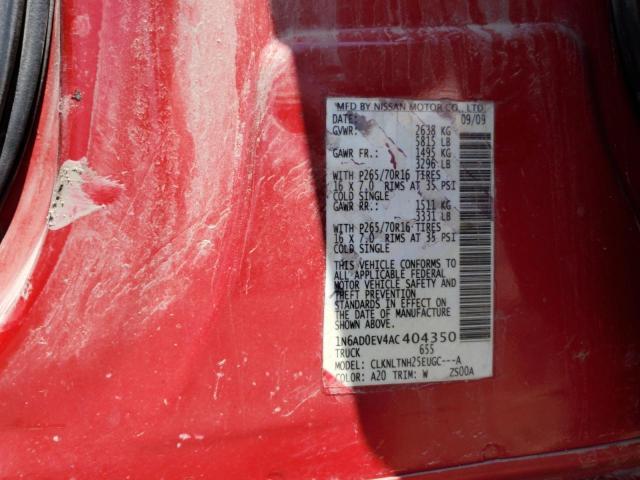 MFD BY NISSAN MOTOR CO., LTD.
DATE: 09/09
GVWR: 2638 KG
5815 LB
GAWR FR.: 1495 KG
3296 LB
WITH P265/70R16 TIRES
16 X 7.0 RIMS AT 35 PSI
COLD SINGLE
GAWR RR.: 1511 KG
3331 LB
WITH P265/70R16 TIRES
16 X 7.0 RIMS AT 35 PSI
COLD SINGLE
THIS VEHICLE CONFORMS TO
ALL APPLICABLE FEDERAL
MOTOR VEHICLE SAFETY AND
THEFT PREVENTION
STANDARDS IN EFFECT ON
THE DATE OF MANUFACTURE
SHOWN ABOVE.
1N6AD0EV4AC404350
TRUCK 655
MODEL: CLKNLTNH25EUGC---A
COLOR: A20 TRIM: W ZS00A